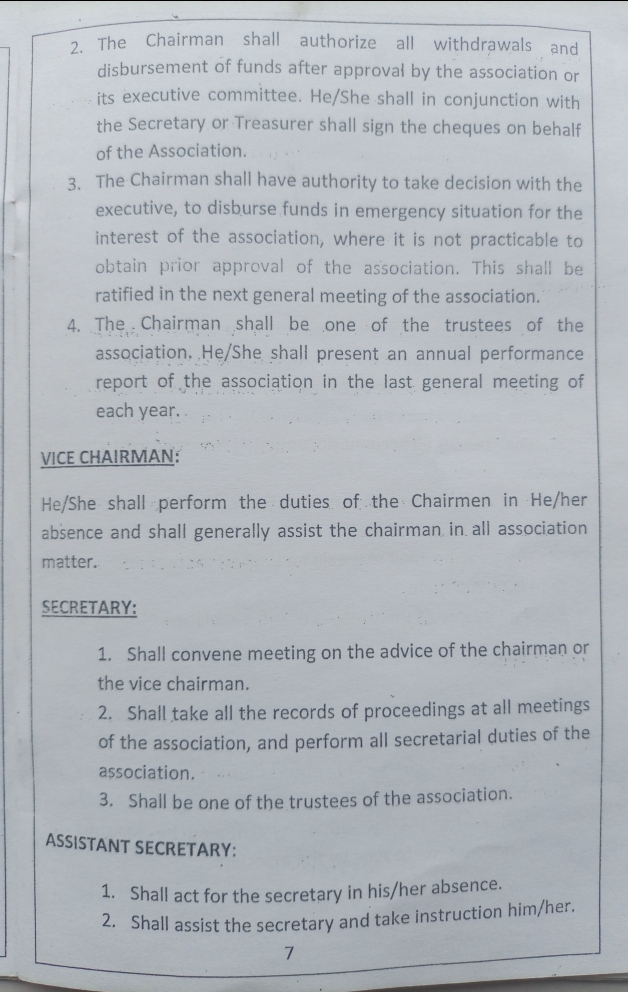 2. The Chairman shall authorize all withdrawals and
disbursement of funds after approval by the association or
its executive committee. He/She shall in conjunction with
the Secretary or Treasurer shall sign the cheques on behalf
of the Association.
3. The Chairman shall have authority to take decision with the
executive, to disburse funds in emergency situation for the
interest of the association, where it is not practicable to
obtain prior approval of the association. This shall be
ratified in the next general meeting of the association.
4. The Chairman shall be one of the trustees of the
association. He/She shall present an annual performance
report of the association in the last general meeting of
each year.
VICE CHAIRMAN:
He/She shall perform the duties of the Chairmen in He/her
absence and shall generally assist the chairman in all association
matter.
SECRETARY:
1. Shall convene meeting on the advice of the chairman or
the vice chairman.
2. Shall take all the records of proceedings at all meetings
of the association, and perform all secretarial duties of the
association.
3. Shall be one of the trustees of the association.
ASSISTANT SECRETARY:
1. Shall act for the secretary in his/her absence.
2. Shall assist the secretary and take instruction him/her.
7